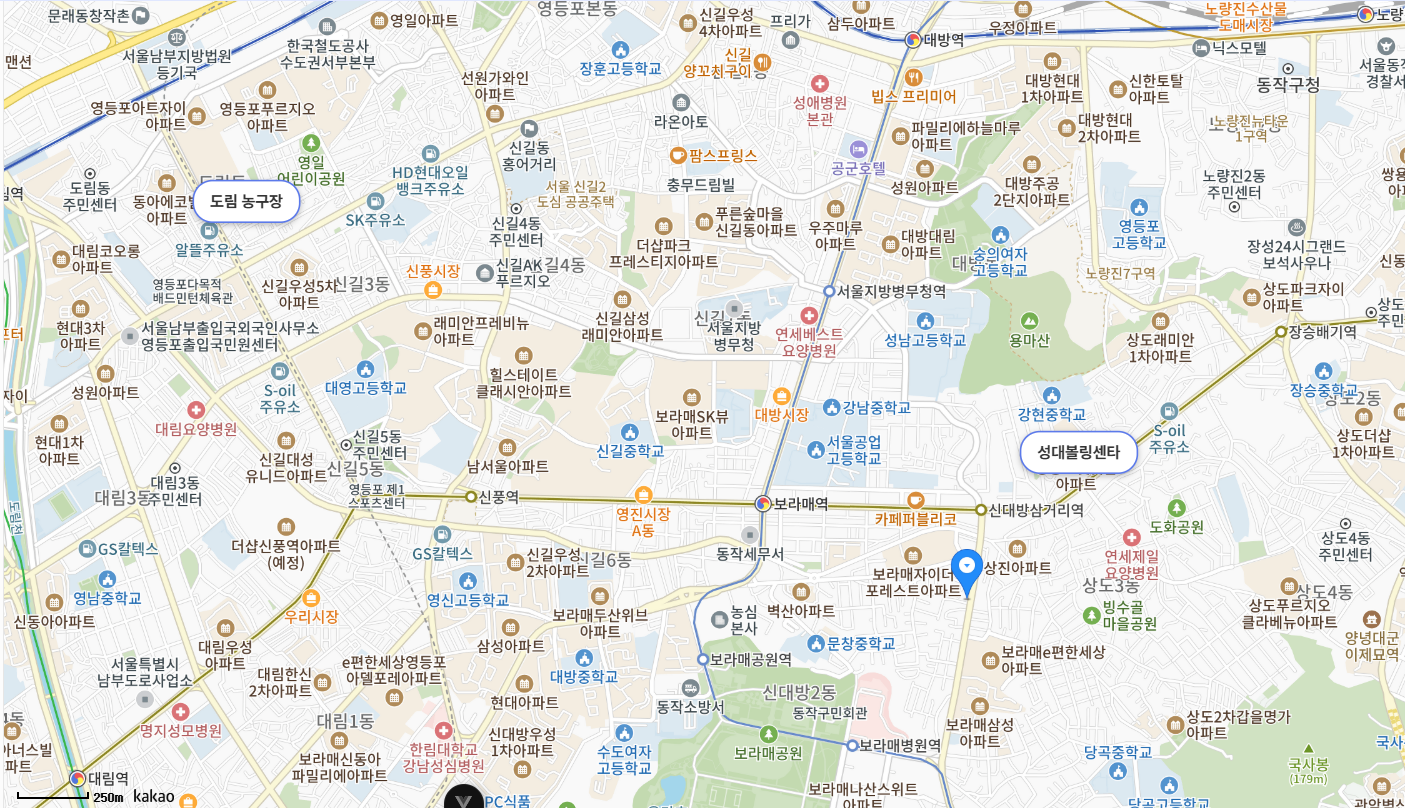 문래동창작촌
영일아파트
영등포본동
신길우성
4차아파트
프리가
삼두아파트
우정아파트
노량진수산물
도매시장
노량
맨션
서울남부지방법원
등기국
한국철도공사
수도권서부본부
장훈고등학교
신길
양꼬치구이
대방역
닉스모텔
동작구청
서울동작
경찰서
영등포아트자이
아파트
영등포푸르지오
아파트
선원가와인
아파트
라온아토
성애병원
본관
빕스 프리미어
대방현대
1차아파트
신한토탈
아파트
영일
어린이공원
신길동
홍어거리
팜스프링스
파밀리에하늘마루
아파트
대방현대
2차아파트
노량진뉴타운
1구역
림역
도림동
주민센터
동아에코빌
아파트
도림 농구장
HD현대오일
뱅크주유소
SK주유소
서울 신길2
도심 공공주택
충무드림빌
공군호텔
성원아파트
대방주공
2단지아파트
노량진2동
주민센터
쌍용
알뜰주유소
신길4동
주민센터
푸른숲마을
신길동아파트
우주마루
아파트
영등포
고등학교
대림코오롱
아파트
더샵파크
프레스티지아파트
대방대림
아파트
숭의여자
고등학교
장성24시그랜드
보석사우나
신동
영등포다목적
배드민턴체육관
신길우성5차
아파트
신길3동
신풍시장
신길AK
푸르지오
길4동
서울지방병무청역
노량진7구역
상도파크자이
아파트
현대3차
아파트
서울남부출입국외국인사무소
영등포출입국민원센터
래미안프레비뉴
아파트
신길삼성
래미안아파트
서울지방
병무청
연세베스트
요양병원
성남고등학교
용마산
상도래미안
1차아파트
장승배기역
상도
주민
프터
성원아파트
S-oil
주유소
대영고등학교
힐스테이트
클래시안아파트
장승중학교
상도2동
자이
대림요양병원
보라매SK뷰
아파트
대방시장
강남중학교
강현중학교
S-oil
주유소
현대1차
아파트
신길대성
유니드아파트
신길5동
주민센터
신길5동
신길중학교
서울공업
고등학교
성대볼링센타
아파트
상도더샵
1차아파트
대림3동
대림3동
주민센터
남서울아파트
영등포 제1
스포츠센터
신풍역
영진시장
A동
보라매역
카페퍼블리코
신대방삼거리역
도화공원
도림천
GS칼텍스
더샵신풍역아파트
(예정)
GS칼텍스
신길우성
2차아파트
길6동
동작세무서
보라매자이더
포레스트아파트
상진아파트
연세제일
요양병원
상도4동
주민센터
영남중학교
영신고등학교
상도3동
상도4동
신동아아파트
우리시장
보라매두산위브
아파트
농심
본사
벽산아파트
빙수골
마을공원
상도푸르지오
클라베뉴아파트
대림우성
아파트
삼성아파트
문창중학교
양녕대군
이제묘역
서울특별시
남부도로사업소
대림한신
2차아파트
e편한세상영등포
아델포레아파트
대방중학교
보라매공원역
보라매e편한세상
아파트
현대아파트
동작소방서
신대방2동
동작구민회관
명지성모병원
대림1동
한림대학교
강남성심병원
신대방우성
1차아파트
보라매삼성
아파트
상도2차갑을명가
아파트
4동
아너스빌
파트
보라매신동아
파밀리에아파트
수도여자
고등학교
보라매공원
보라매병원역
당곡중학교
국사
국사봉
(179m)
대림역
보라매나산스위트
아파트
당곡고등학교
250m
kakao
PC식품